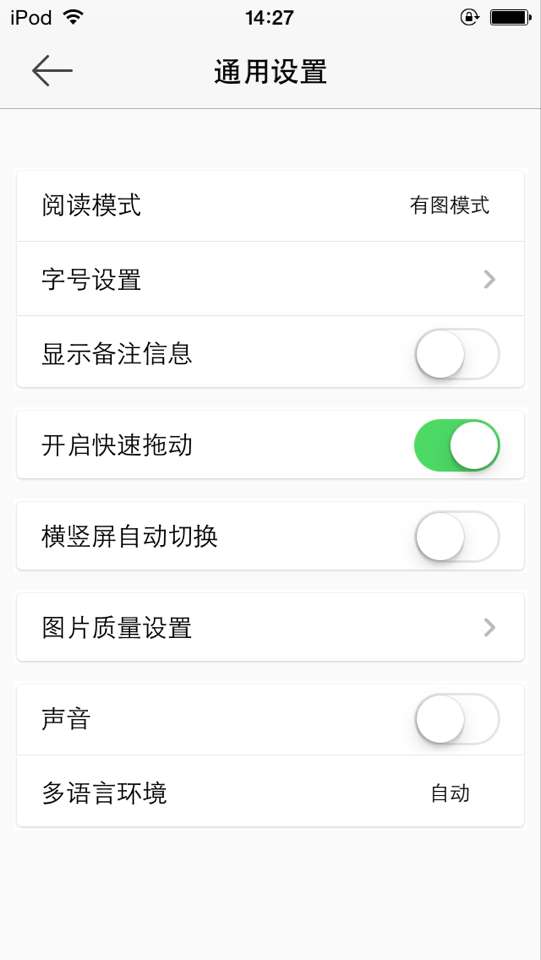 iPod 14:27
通用设置
阅读模式 有图模式
字号设置
显示备注信息
开启快速拖动
横竖屏自动切换
图片质量设置
声音
多语言环境 自动